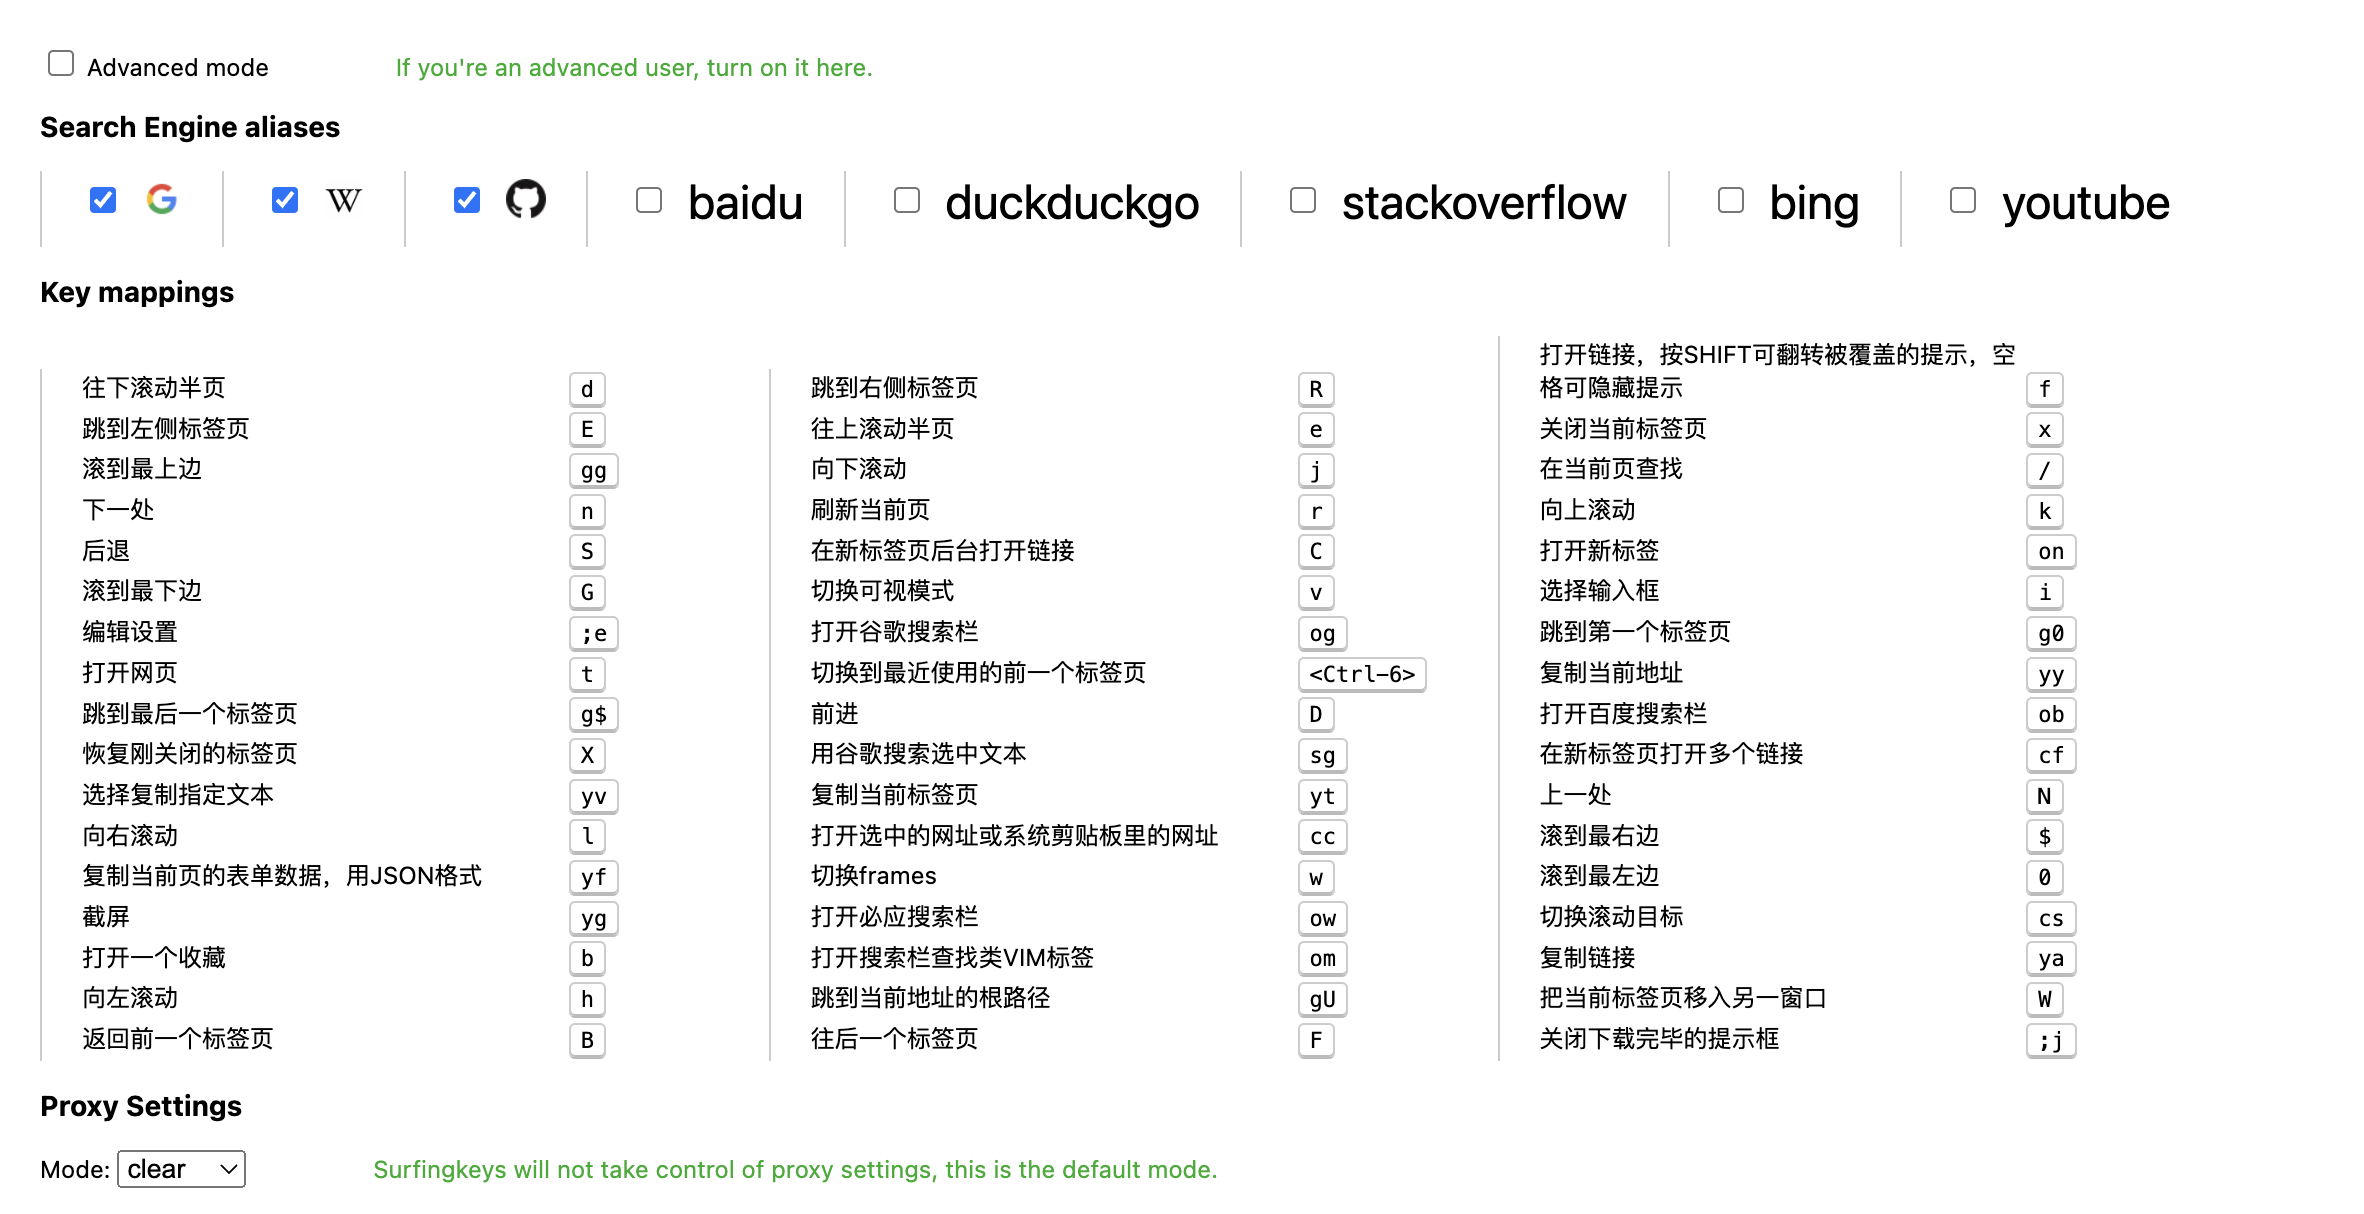 Advanced mode If you're an advanced user, turn on it here.
Search Engine aliases
G W baidu duckduckgo stackoverflow bing youtube
Key mappings
打开链接，按SHIFT可翻转被覆盖的提示，空
往下滚动半页 d 跳到右侧标签页 R 格可隐藏提示 f
跳到左侧标签页 E 往上滚动半页 e 关闭当前标签页 x
滚到最上边 gg 向下滚动 j 在当前页查找 /
下一处 n 刷新当前页 r 向上滚动 k
后退 S 在新标签页后台打开链接 C 打开新标签 on
滚到最下边 G 切换可视模式 v 选择输入框 i
编辑设置 ;e 打开谷歌搜索栏 og 跳到第一个标签页 g0
打开网页 t 切换到最近使用的前一个标签页 <Ctrl-6> 复制当前地址 yy
跳到最后一个标签页 g$ 前进 D 打开百度搜索栏 ob
恢复刚关闭的标签页 X 用谷歌搜索选中文本 sg 在新标签页打开多个链接 cf
选择复制指定文本 yv 复制当前标签页 yt 上一处 N
向右滚动 l 打开选中的网址或系统剪贴板里的网址 cc 滚到最右边 $
复制当前页的表单数据，用JSON格式 yf 切换frames w 滚到最左边 0
截屏 yg 打开必应搜索栏 ow 切换滚动目标 cs
打开一个收藏 b 打开搜索栏查找类VIM标签 om 复制链接 ya
向左滚动 h 跳到当前地址的根路径 gU 把当前标签页移入另一窗口 W
返回前一个标签页 B 往后一个标签页 F 关闭下载完毕的提示框 ;j
Proxy Settings
Mode: clear Surfingkeys will not take control of proxy settings, this is the default mode.